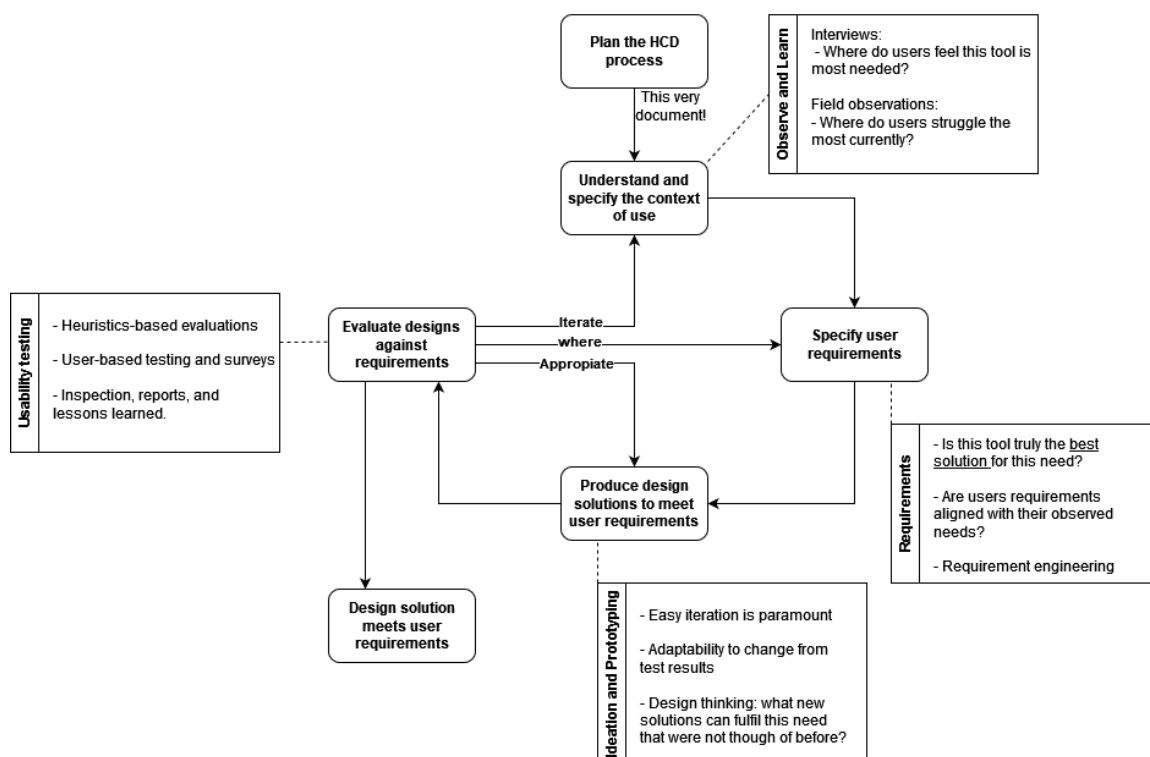 Plan the HCD
process
This very
document!
Observe and Learn
Interviews:
- Where do users feel this tool is
most needed?
Field observations:
- Where do users struggle the
most currently?
Understand and
specify the context
of use
Usability testing
- Heuristics-based evaluations
- User-based testing and surveys
- Inspection, reports, and
lessons learned.
Evaluate designs
against
requirements
Iterate
where
Appropiate
Specify user
requirements
Requirements
- Is this tool truly the best
solution for this need?
- Are users requirements
aligned with their observed
needs?
- Requirement engineering
Produce design
solutions to meet
user requirements
Design solution
meets user
requirements
Ideation and Prototyping
- Easy iteration is paramount
- Adaptability to change from
test results
- Design thinking: what new
solutions can fulfil this need
that were not though of before?